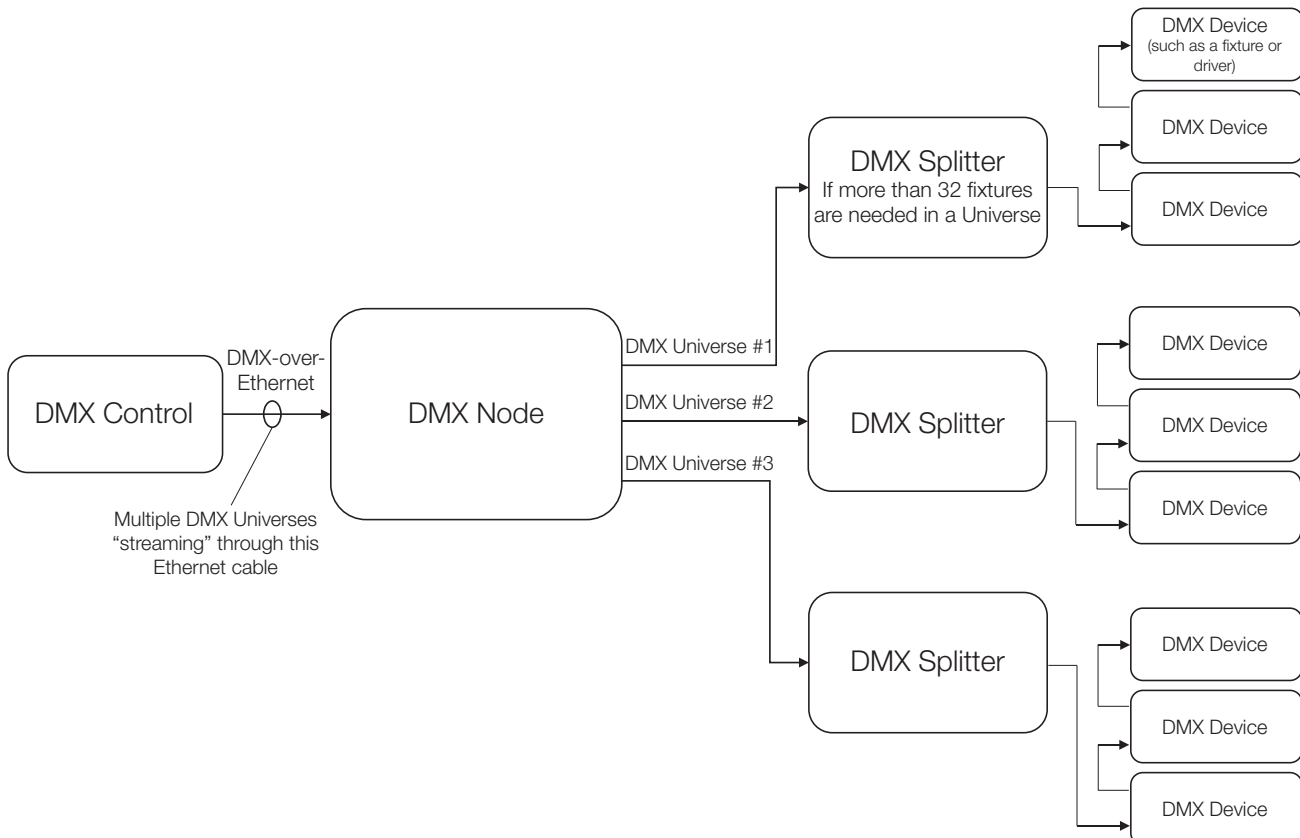 DMX Control
DMX-over-
Ethernet
Multiple DMX Universes
“streaming” through this
Ethernet cable
DMX Node
DMX Universe #1
DMX Universe #2
DMX Universe #3
DMX Splitter
If more than 32 fixtures
are needed in a Universe
DMX Splitter
DMX Splitter
DMX Device
(such as a fixture or
driver)
DMX Device
DMX Device
DMX Device
DMX Device
DMX Device
DMX Device
DMX Device
DMX Device